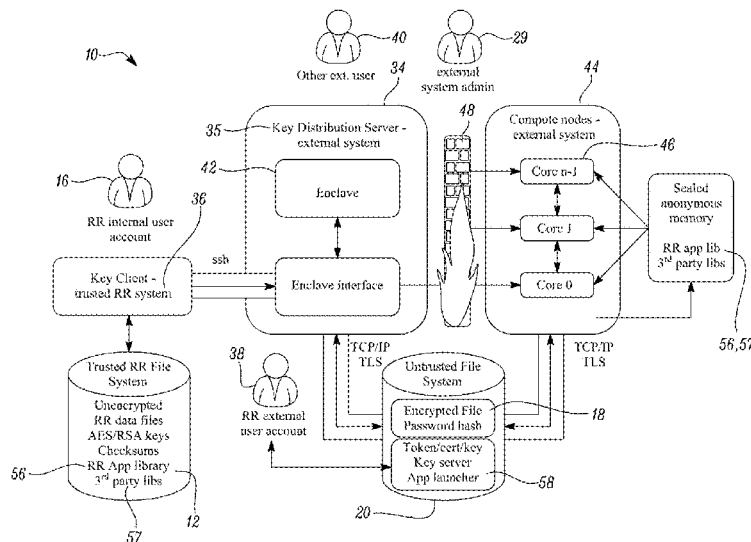 10
40
Other ext. user
34
29
external
system admin
44
35
Key Distribution Server -
external system
42
Enclave
Enclave interface
48
Compute nodes -
external system
46
Core n-1
Core 1
Core 0
Sealed
anonymous
memory
RR app lib
3rd party libs
56,57
16
RR internal user
account
36
ssh
Key Client -
trusted RR system
TCP/IP
TLS
TCP/IP
TLS
38
RR external
user account
Trusted RR File
System
Unencrypted
RR data files
AES/RSA keys
Checksums
RR App library
3rd party libs
56
57
12
Untrusted File
System
Encrypted File
Password hash
18
Token/cert/key
Key server
App launcher
58
20